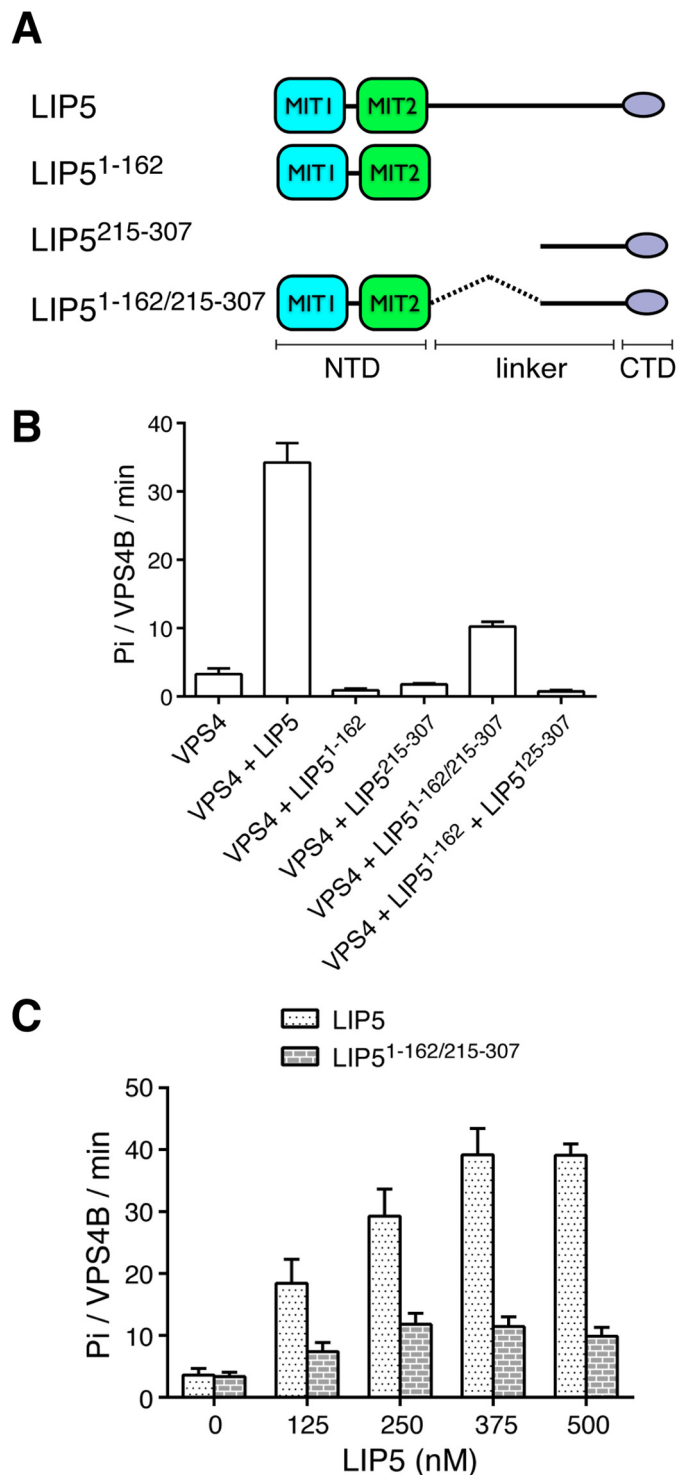 A
LIP5 MIT1 MIT2
LIP5^1-162 MIT1 MIT2
LIP5^215-307
LIP5^1-162/215-307 MIT1 MIT2
NTD linker CTD
B
Pi / VPS4B / min
40
30
20
10
0
VPS4
VPS4 + LIP5
VPS4 + LIP5^1-162
VPS4 + LIP5^215-307
VPS4 + LIP5^1-162/215-307
VPS4 + LIP5^1-162 + LIP5^125-307
C
LIP5
LIP5^1-162/215-307
Pi / VPS4B / min
50
40
30
20
10
0
0 125 250 375 500
LIP5 (nM)